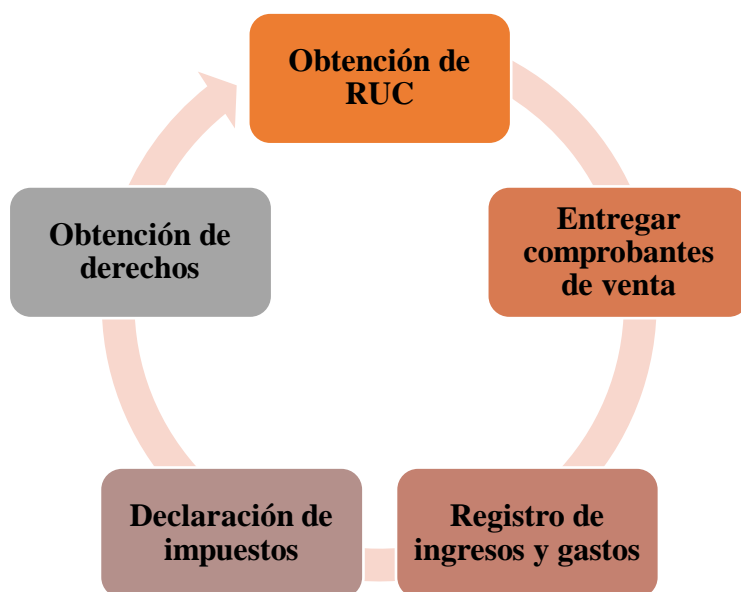 Obtención de
RUC
Entregar
comprobantes
de venta
Registro de
ingresos y gastos
Declaración de
impuestos
Obtención de
derechos